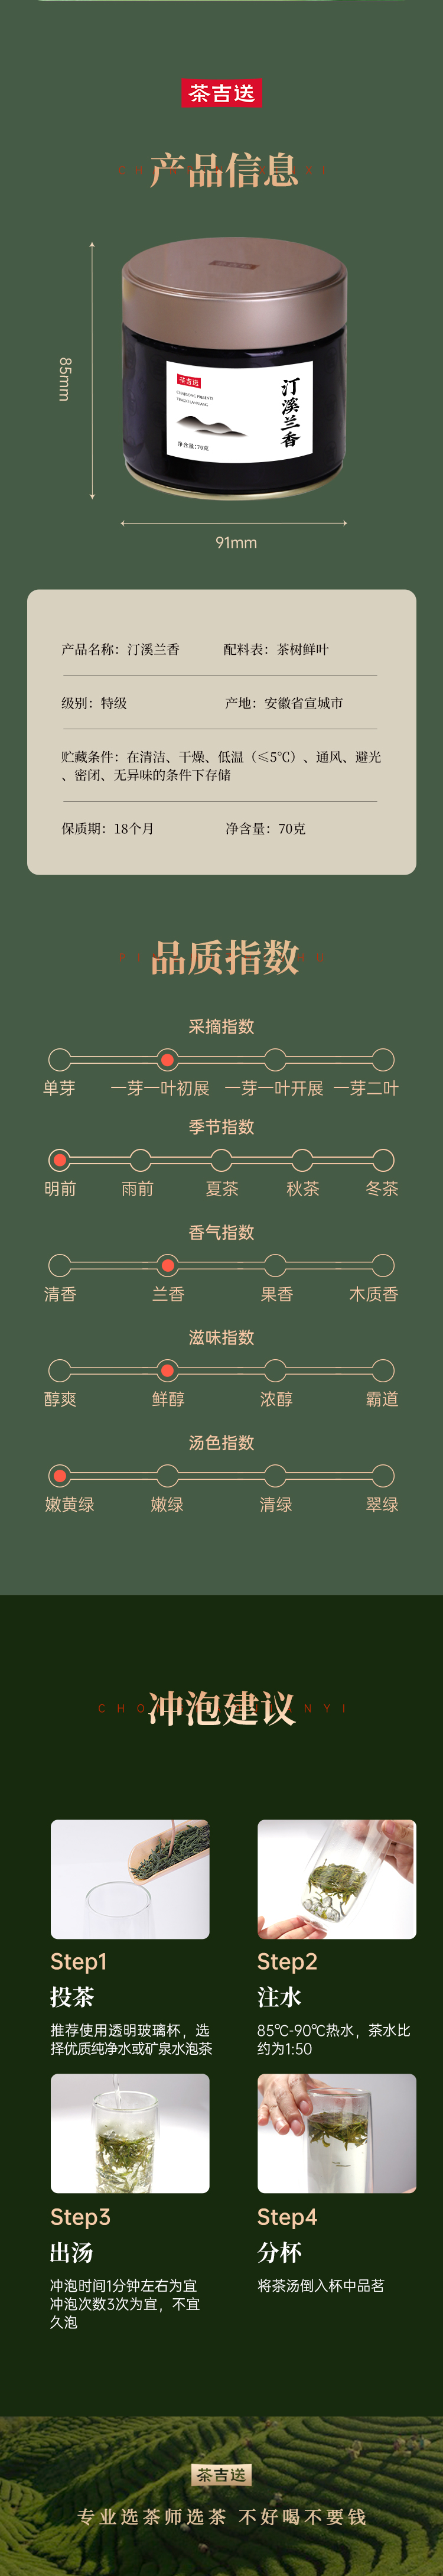 茶吉送
产品信息
85mm
茶吉送
汀溪兰香
净含量:70克
91mm
产品名称：汀溪兰香
配料表：茶树鲜叶
级别：特级
产地：安徽省宣城市
贮藏条件：在清洁、干燥、低温（≤5℃）、通风、避光
、密闭、无异味的条件下存储
保质期：18个月
净含量：70克
品质指数
采摘指数
单芽 一芽一叶初展 一芽一叶开展 一芽二叶
季节指数
明前 雨前 夏茶 秋茶 冬茶
香气指数
清香 兰香 果香 木质香
滋味指数
醇爽 鲜醇 浓醇 霸道
汤色指数
嫩黄绿 嫩绿 清绿 翠绿
冲泡建议
Step1
投茶
推荐使用透明玻璃杯，选
择优质纯净水或矿泉水泡茶
Step2
注水
85℃-90℃热水，茶水比
约为1:50
Step3
出汤
冲泡时间1分钟左右为宜
冲泡次数3次为宜，不宜
久泡
Step4
分杯
将茶汤倒入杯中品茗
茶吉送
专业选茶师选茶 不好喝不要钱